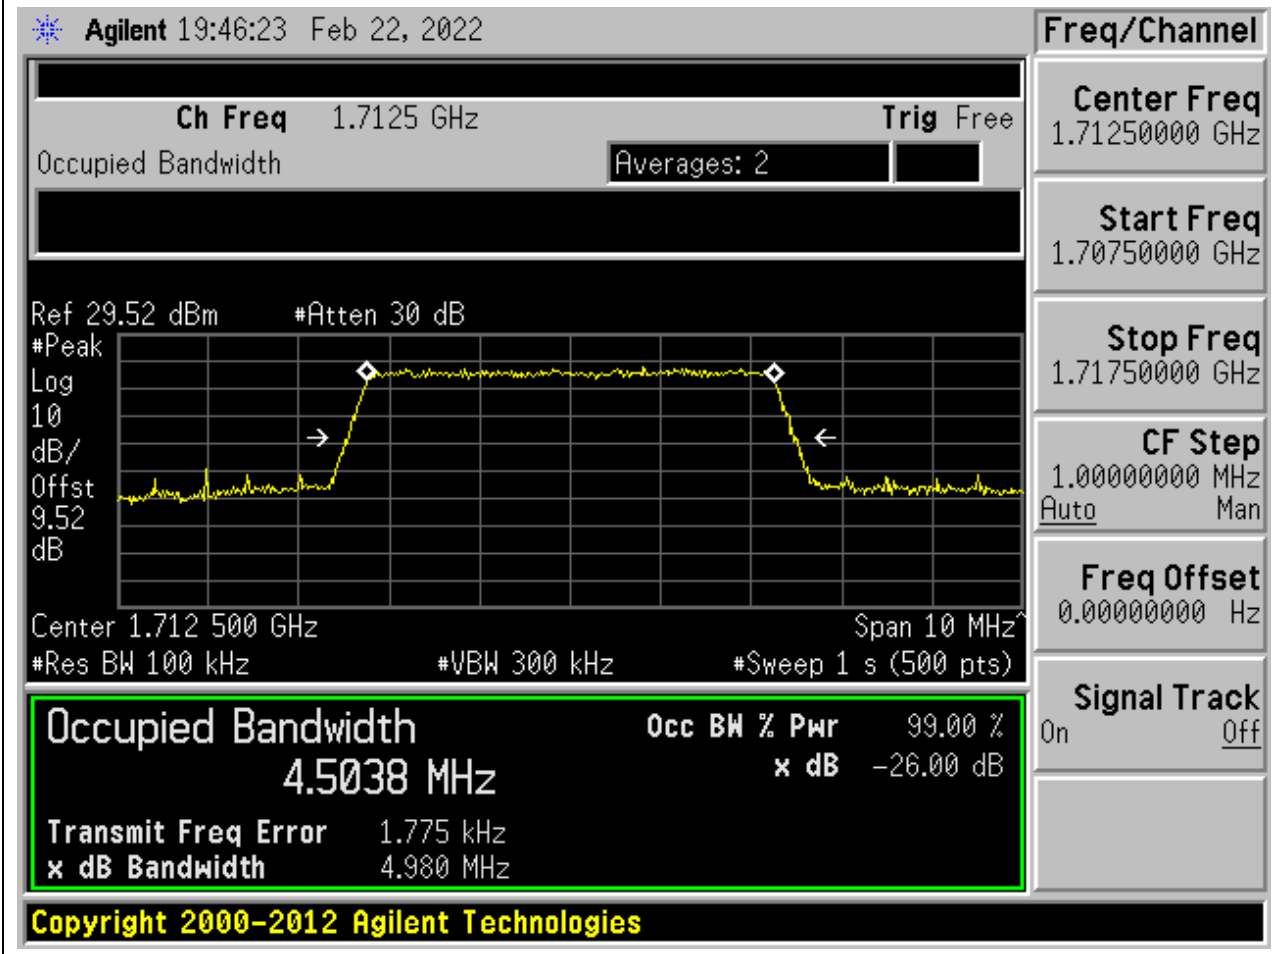 Agilent 19:46:23 Feb 22, 2022
Freq/Channel
Ch Freq 1.7125 GHz Trig Free
Occupied Bandwidth Averages: 2
Center Freq
1.71250000 GHz
Start Freq
1.70750000 GHz
Stop Freq
1.71750000 GHz
CF Step
1.00000000 MHz
Auto Man
Freq Offset
0.00000000 Hz
Signal Track
On Off
Ref 29.52 dBm #Atten 30 dB
#Peak
Log
10
dB/
Offst
9.52
dB
Center 1.712 500 GHz Span 10 MHz^
#Res BW 100 kHz #VBW 300 kHz #Sweep 1 s (500 pts)
Occupied Bandwidth Occ BW % Pwr 99.00 %
4.5038 MHz x dB -26.00 dB
Transmit Freq Error 1.775 kHz
x dB Bandwidth 4.980 MHz
Copyright 2000-2012 Agilent Technologies